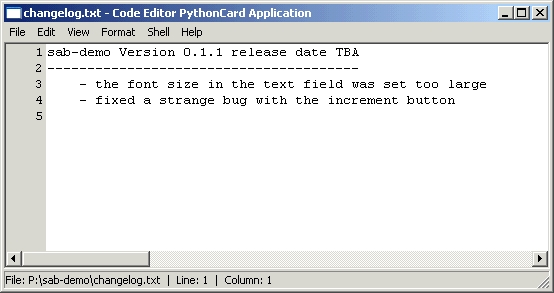 changelog.txt - Code Editor PythonCard Application
File Edit View Format Shell Help
1 sab-demo Version 0.1.1 release date TBA
2 ---------------------------------------
3     - the font size in the text field was set too large
4     - fixed a strange bug with the increment button
5
File: P:\sab-demo\changelog.txt | Line: 1 | Column: 1